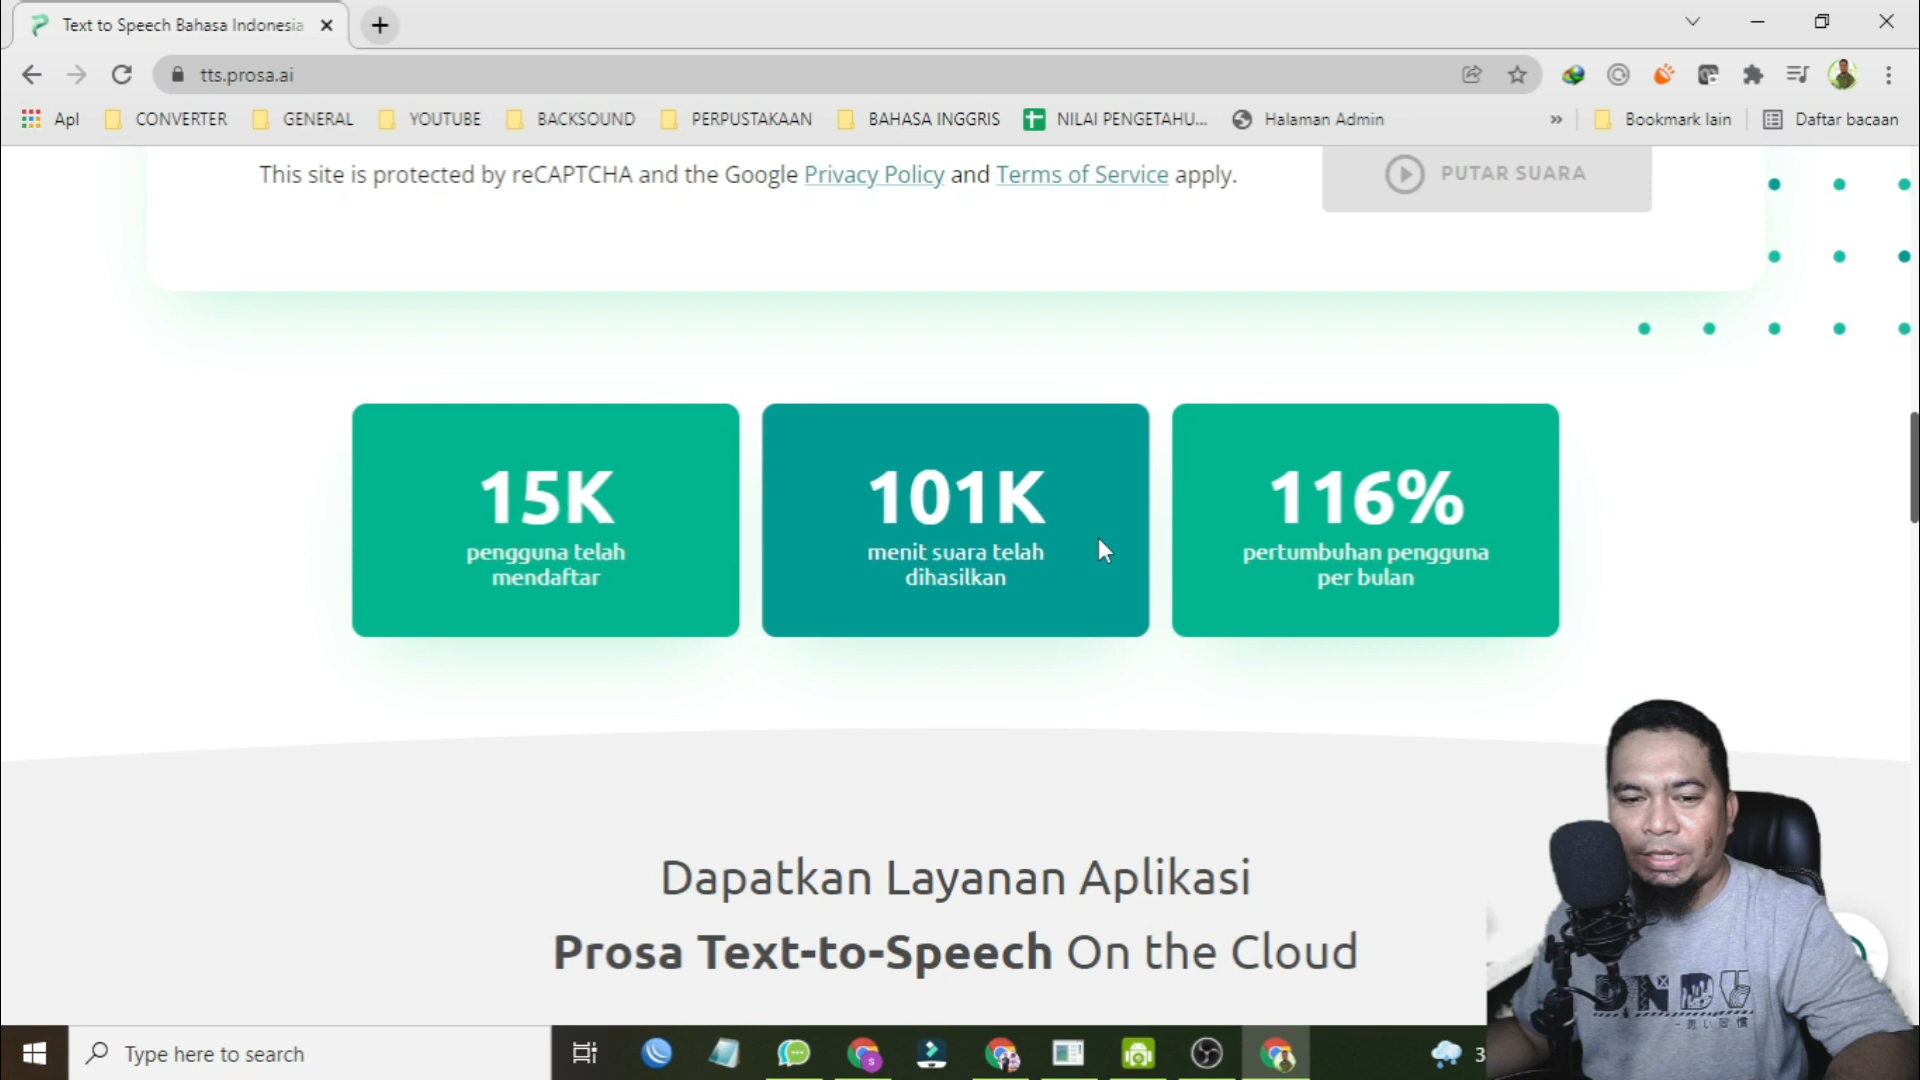 Text to Speech Bahasa Indonesia
tts.prosa.ai
Apl CONVERTER GENERAL YOUTUBE BACKSOUND PERPUSTAKAAN BAHASA INGGRIS NILAI PENGETAHU... Halaman Admin » Bookmark lain Daftar bacaan
This site is protected by reCAPTCHA and the Google Privacy Policy and Terms of Service apply.
PUTAR SUARA
15K
pengguna telah
mendaftar
101K
menit suara telah
dihasilkan
116%
pertumbuhan pengguna
per bulan
Dapatkan Layanan Aplikasi
Prosa Text-to-Speech On the Cloud
Type here to search
3